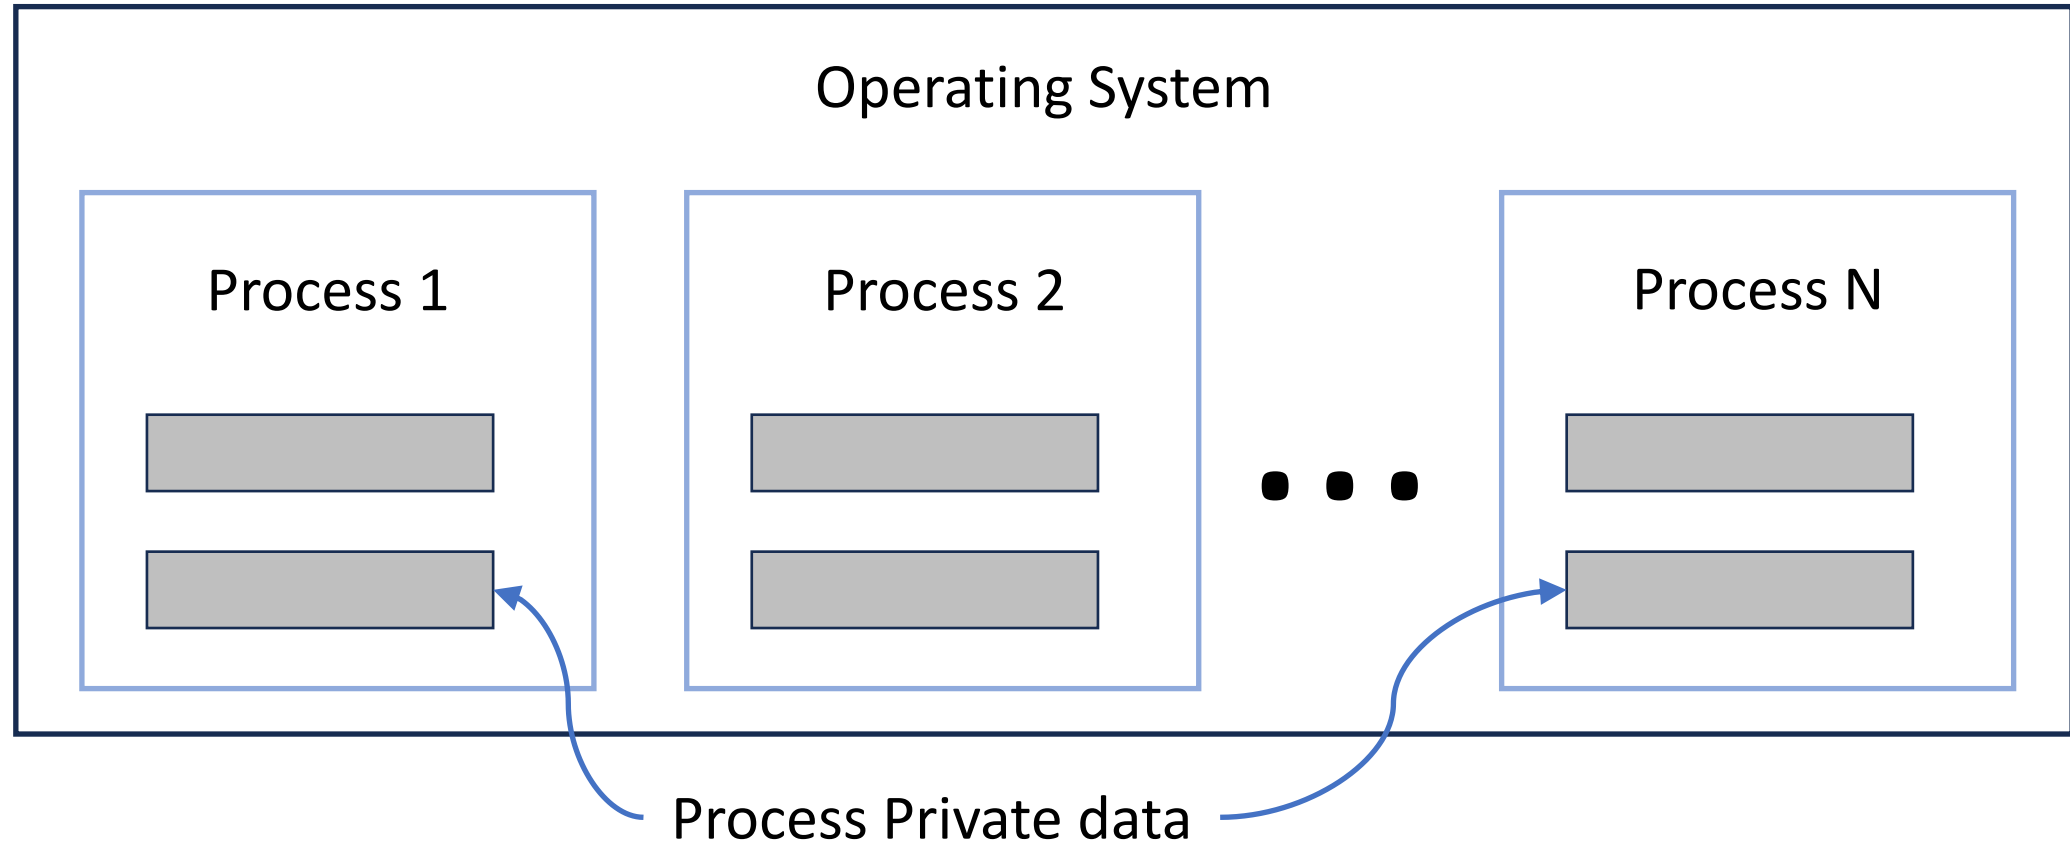 Operating System
Process 1
Process 2
Process N
Process Private data